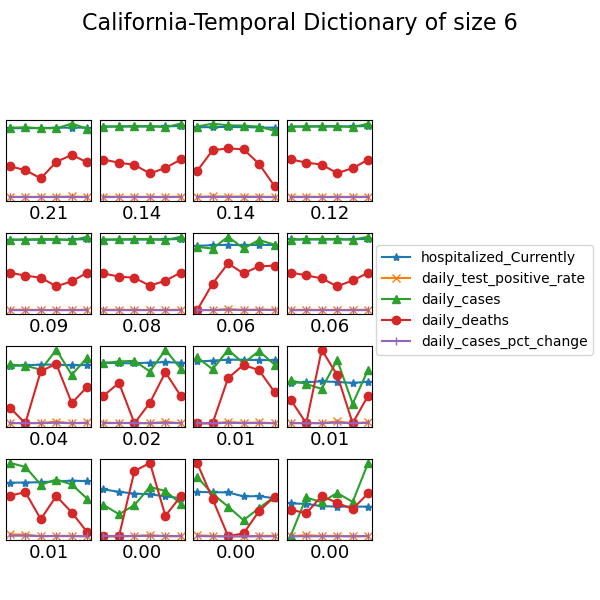 California-Temporal Dictionary of size 6
0.21 0.14 0.14 0.12
0.09 0.08 0.06 0.06
hospitalized_Currently
daily_test_positive_rate
daily_cases
daily_deaths
daily_cases_pct_change
0.04 0.02 0.01 0.01
0.01 0.00 0.00 0.00